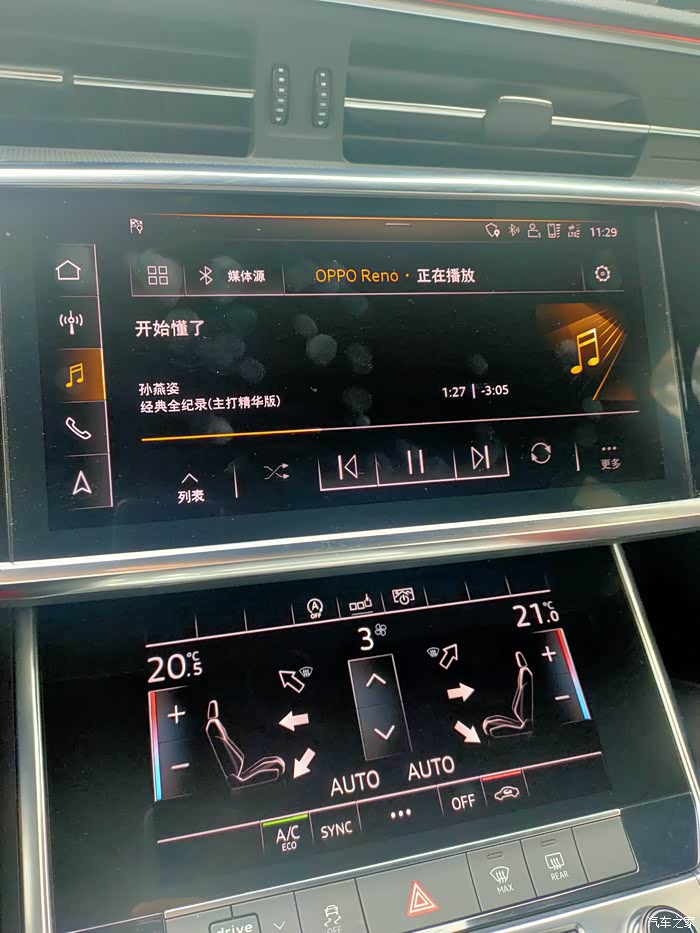 11:29
媒体源
OPPO Reno · 正在播放
开始懂了
孙燕姿
经典全纪录(主打精华版)
1:27 | -3:05
列表
更多
A
OFF
20.5°C
3
21.0°C
+
+
−
−
AUTO
AUTO
A/C
ECO
SYNC
•••
OFF
MAX
REAR
drive
OFF
汽车之家